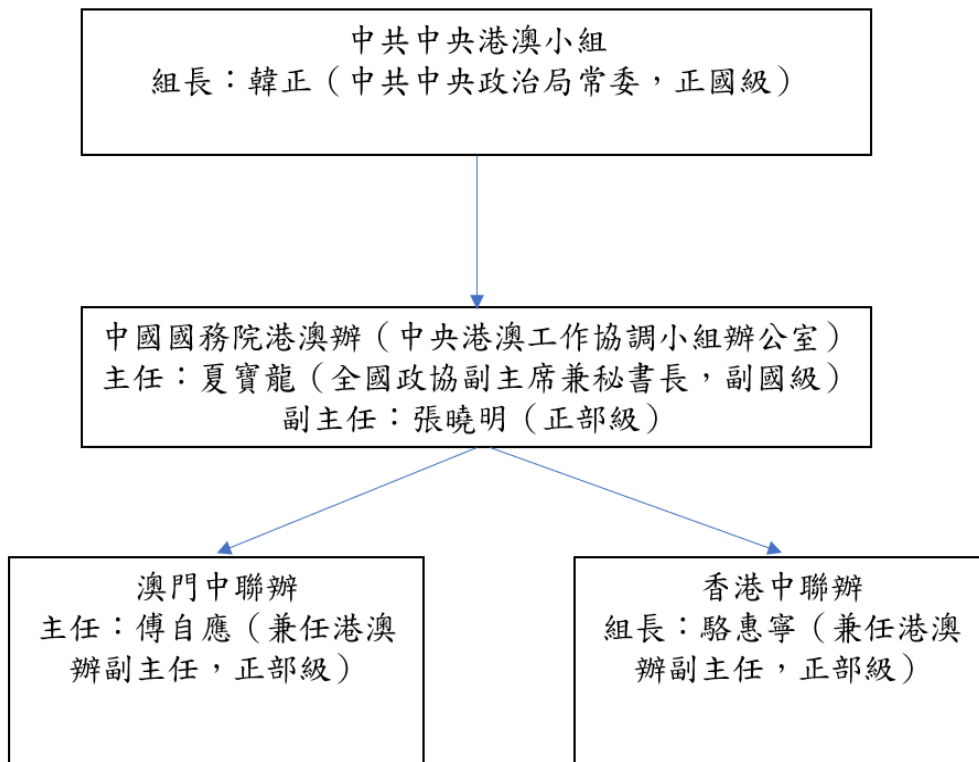 中共中央港澳小組
組長：韓正（中共中央政治局常委，正國級）
中國國務院港澳辦（中央港澳工作協調小組辦公室）
主任：夏寶龍（全國政協副主席兼秘書長，副國級）
副主任：張曉明（正部級）
澳門中聯辦
主任：傅自應（兼任港澳
辦副主任，正部級）
香港中聯辦
組長：駱惠寧（兼任港澳
辦副主任，正部級）